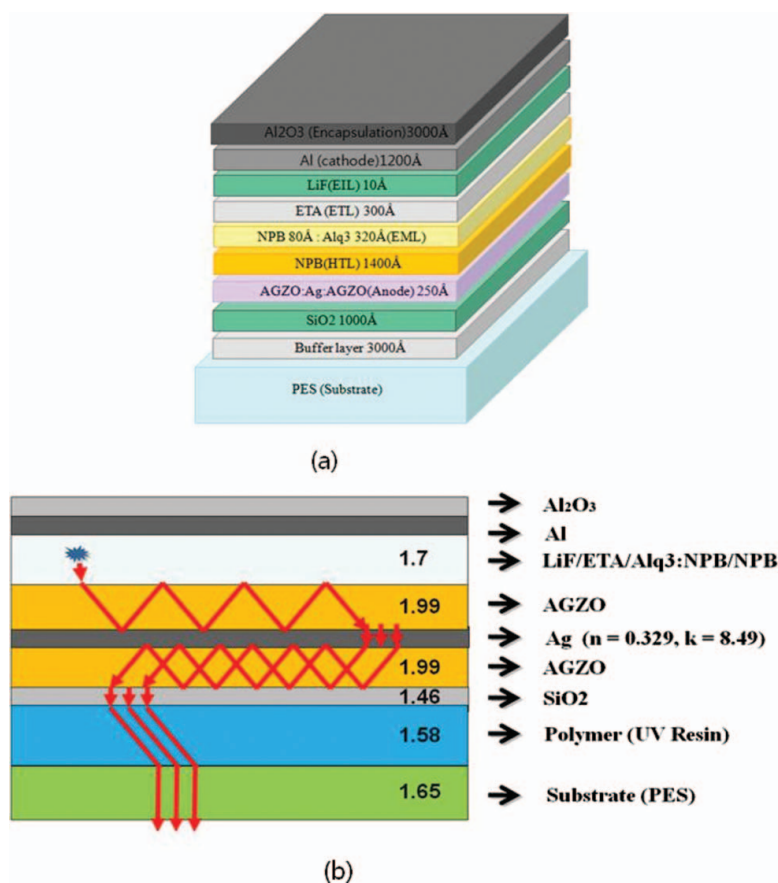 Al2O3 (Encapsulation)3000Å
Al (cathode)1200Å
LiF(EIL) 10Å
ETA (ETL) 300Å
NPB 80Å : Alq3 320Å(EML)
NPB(HTL) 1400Å
AGZO:Ag:AGZO(Anode) 250Å
SiO2 1000Å
Buffer layer 3000Å
PES (Substrate)
(a)
Al₂O₃
Al
1.7 LiF/ETA/Alq3:NPB/NPB
1.99 AGZO
Ag (n = 0.329, k = 8.49)
1.99 AGZO
1.46 SiO2
1.58 Polymer (UV Resin)
1.65 Substrate (PES)
(b)